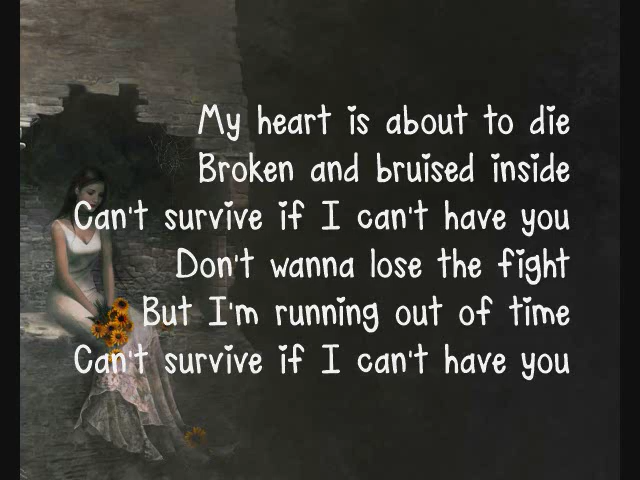 My heart is about to die
Broken and bruised inside
Can't survive if I can't have you
Don't wanna lose the fight
But I'm running out of time
Can't survive if I can't have you